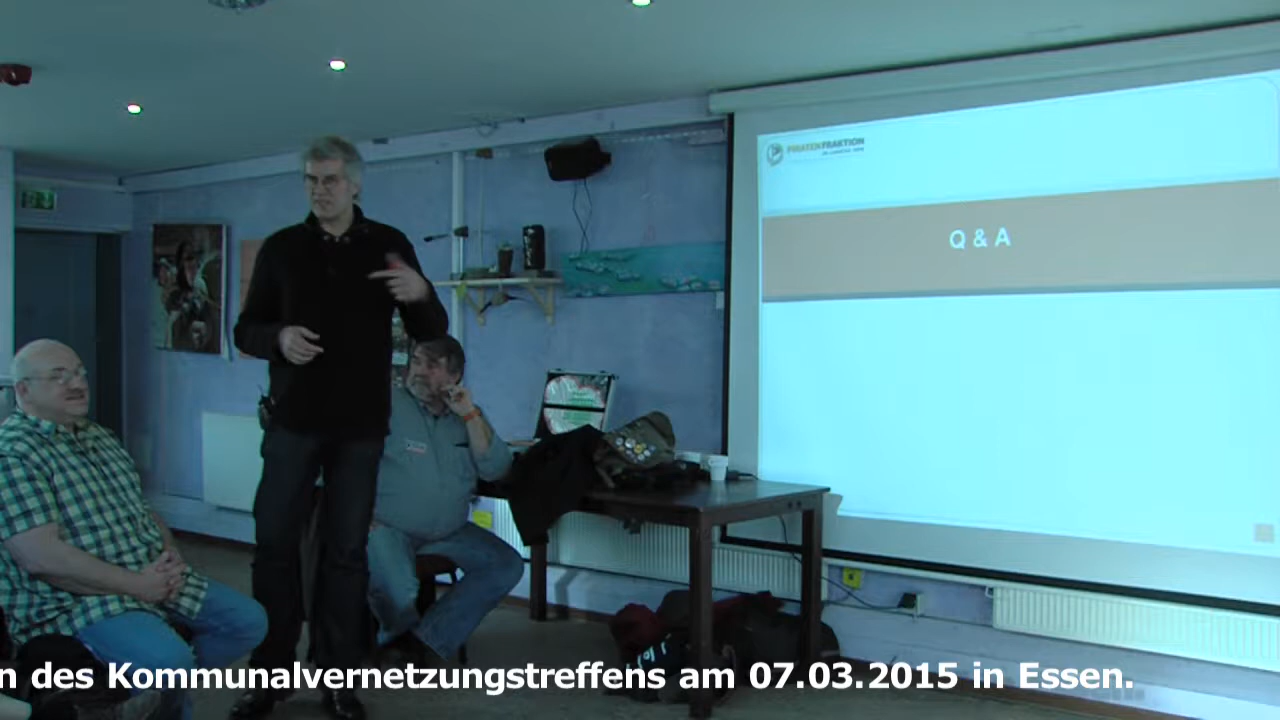 PIRATENFRAKTION
Q & A
n des Kommunalvernetzungstreffens am 07.03.2015 in Essen.